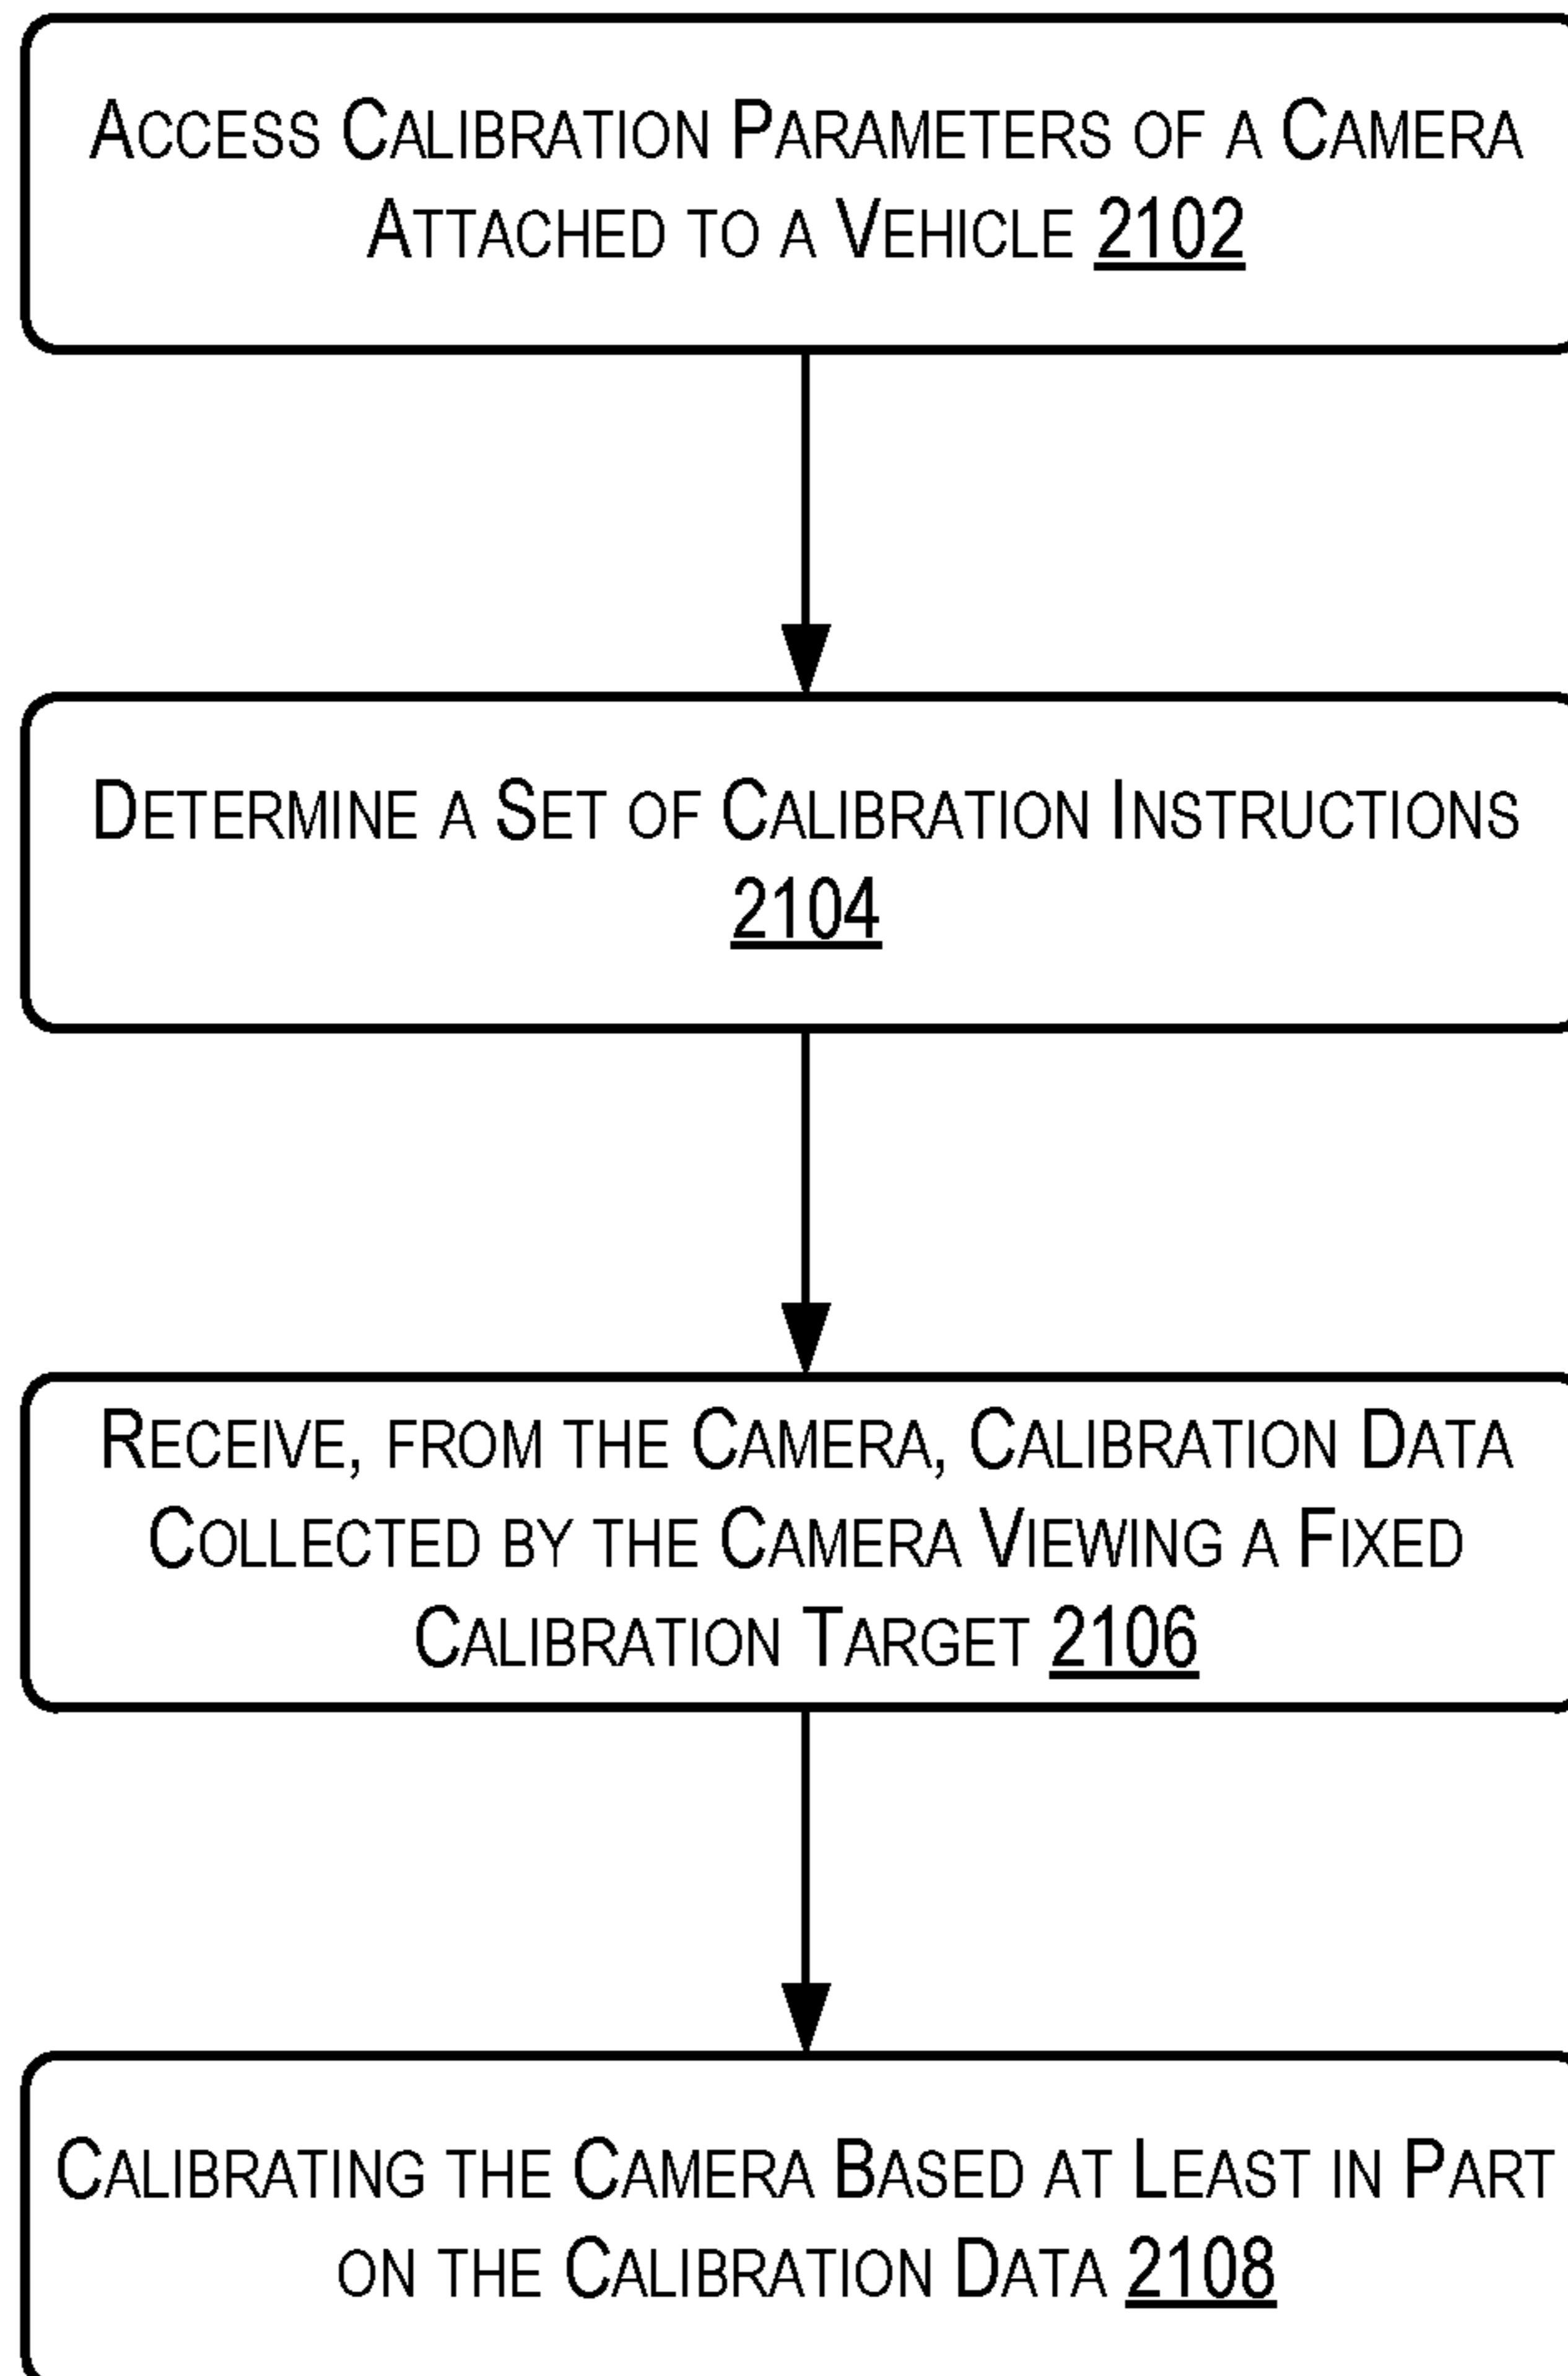 ACCESS CALIBRATION PARAMETERS OF A CAMERA
ATTACHED TO A VEHICLE 2102
DETERMINE A SET OF CALIBRATION INSTRUCTIONS
2104
RECEIVE, FROM THE CAMERA, CALIBRATION DATA
COLLECTED BY THE CAMERA VIEWING A FIXED
CALIBRATION TARGET 2106
CALIBRATING THE CAMERA BASED AT LEAST IN PART
ON THE CALIBRATION DATA 2108